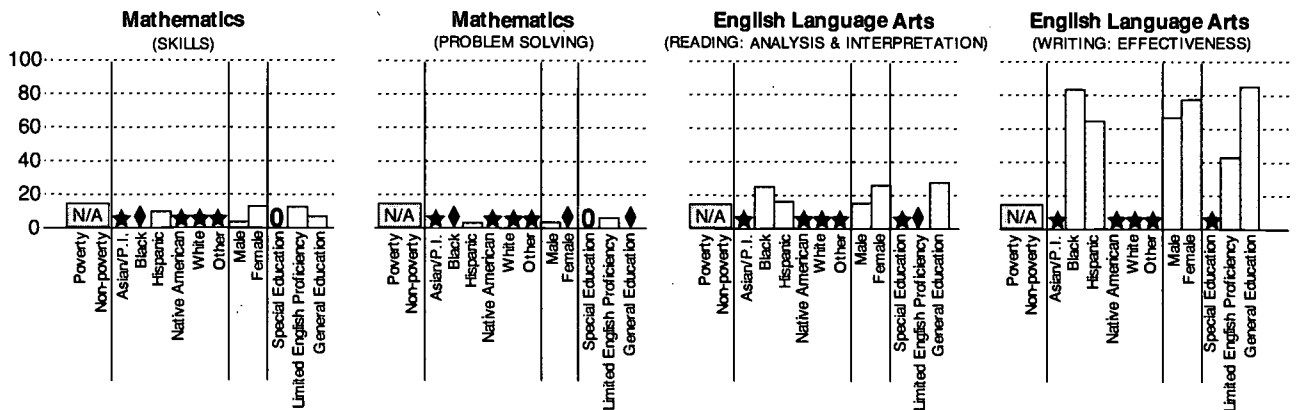 Mathematics
(SKILLS)
100
80
60
40
20
0
N/A
0
Poverty
Non-poverty
Asian/P.I.
Black
Hispanic
Native American
White
Other
Male
Female
Special Education
Limited English Proficiency
General Education
Mathematics
(PROBLEM SOLVING)
N/A
0
Poverty
Non-poverty
Asian/P.I.
Black
Hispanic
Native American
White
Other
Male
Female
Special Education
Limited English Proficiency
General Education
English Language Arts
(READING: ANALYSIS & INTERPRETATION)
N/A
Poverty
Non-poverty
Asian/P.I.
Black
Hispanic
Native American
White
Other
Male
Female
Special Education
Limited English Proficiency
General Education
English Language Arts
(WRITING: EFFECTIVENESS)
N/A
Poverty
Non-poverty
Asian/P.I.
Black
Hispanic
Native American
White
Other
Male
Female
Special Education
Limited English Proficiency
General Education